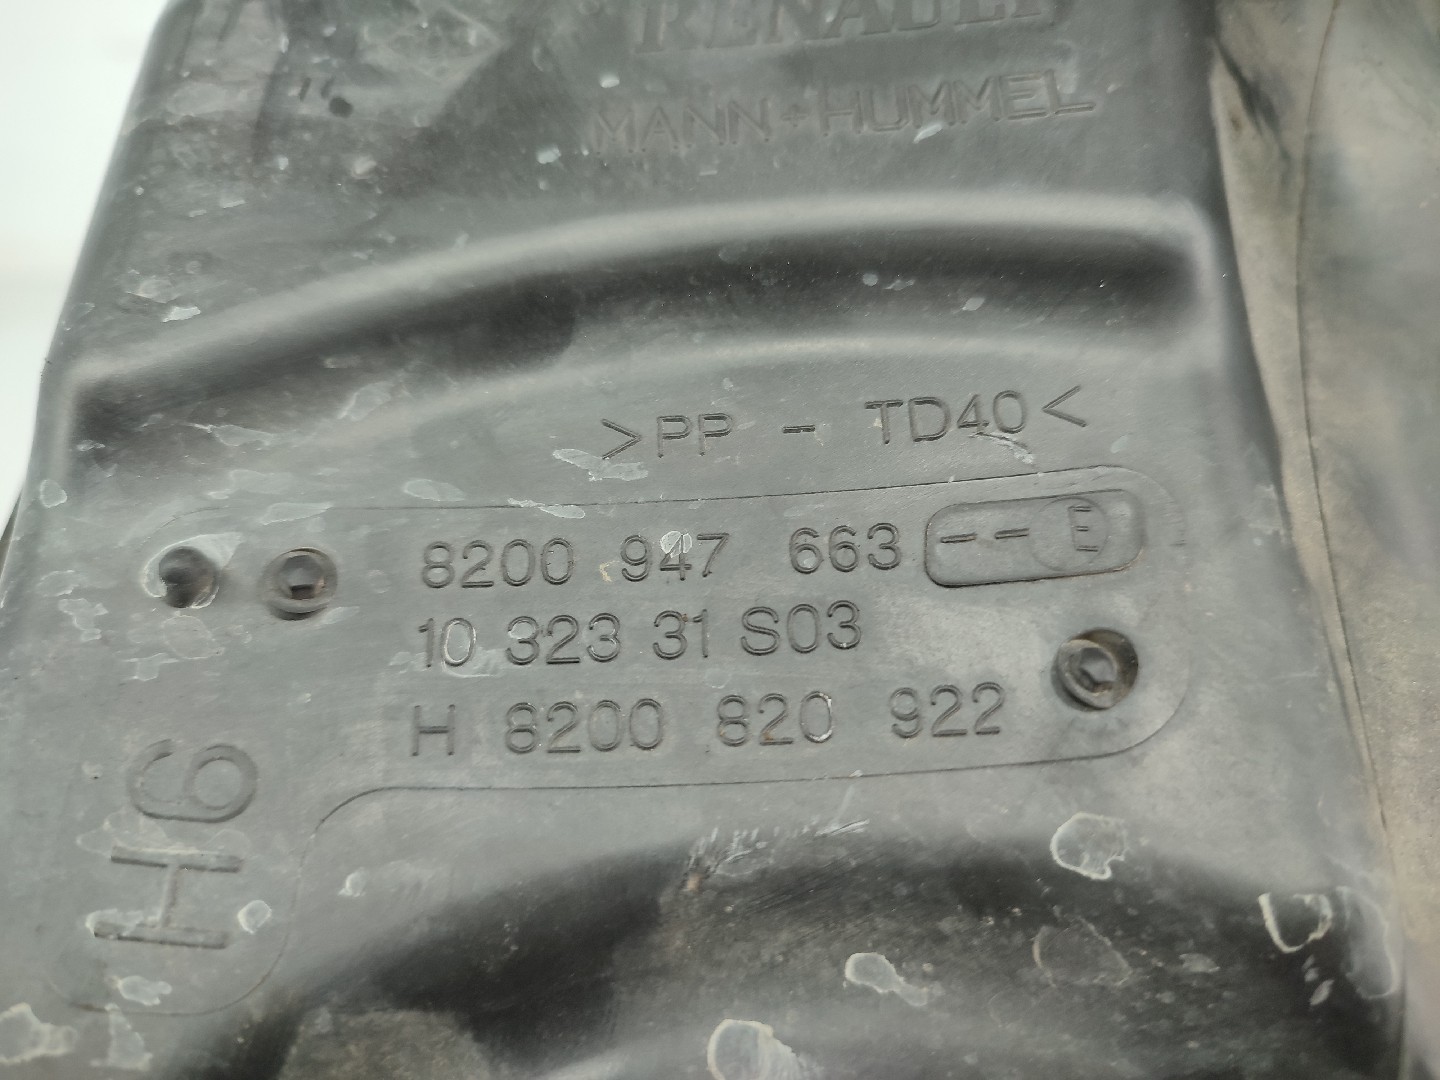 RENAULT
MANN+HUMMEL
>PP - TD40<
8200 947 663 -- E
10 323 31 S03
H 8200 820 922
H6